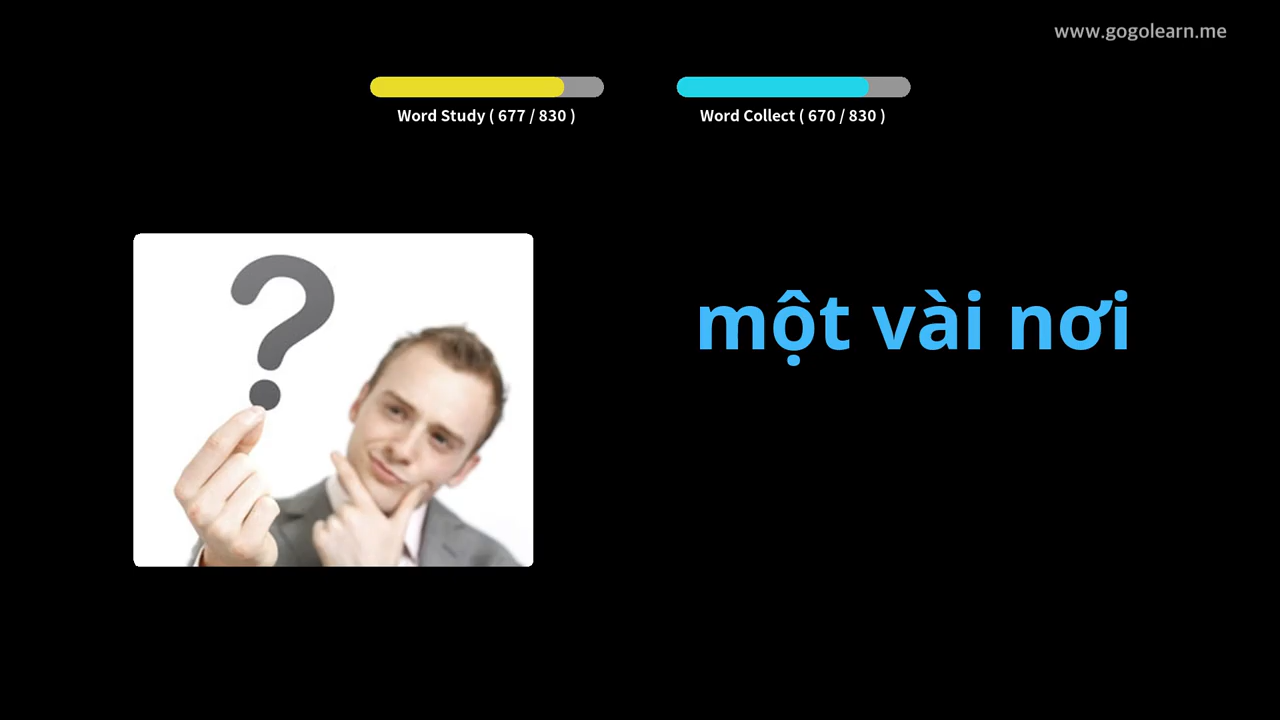 www.gogolearn.me
Word Study ( 677 / 830 )
Word Collect ( 670 / 830 )
một vài nơi
?